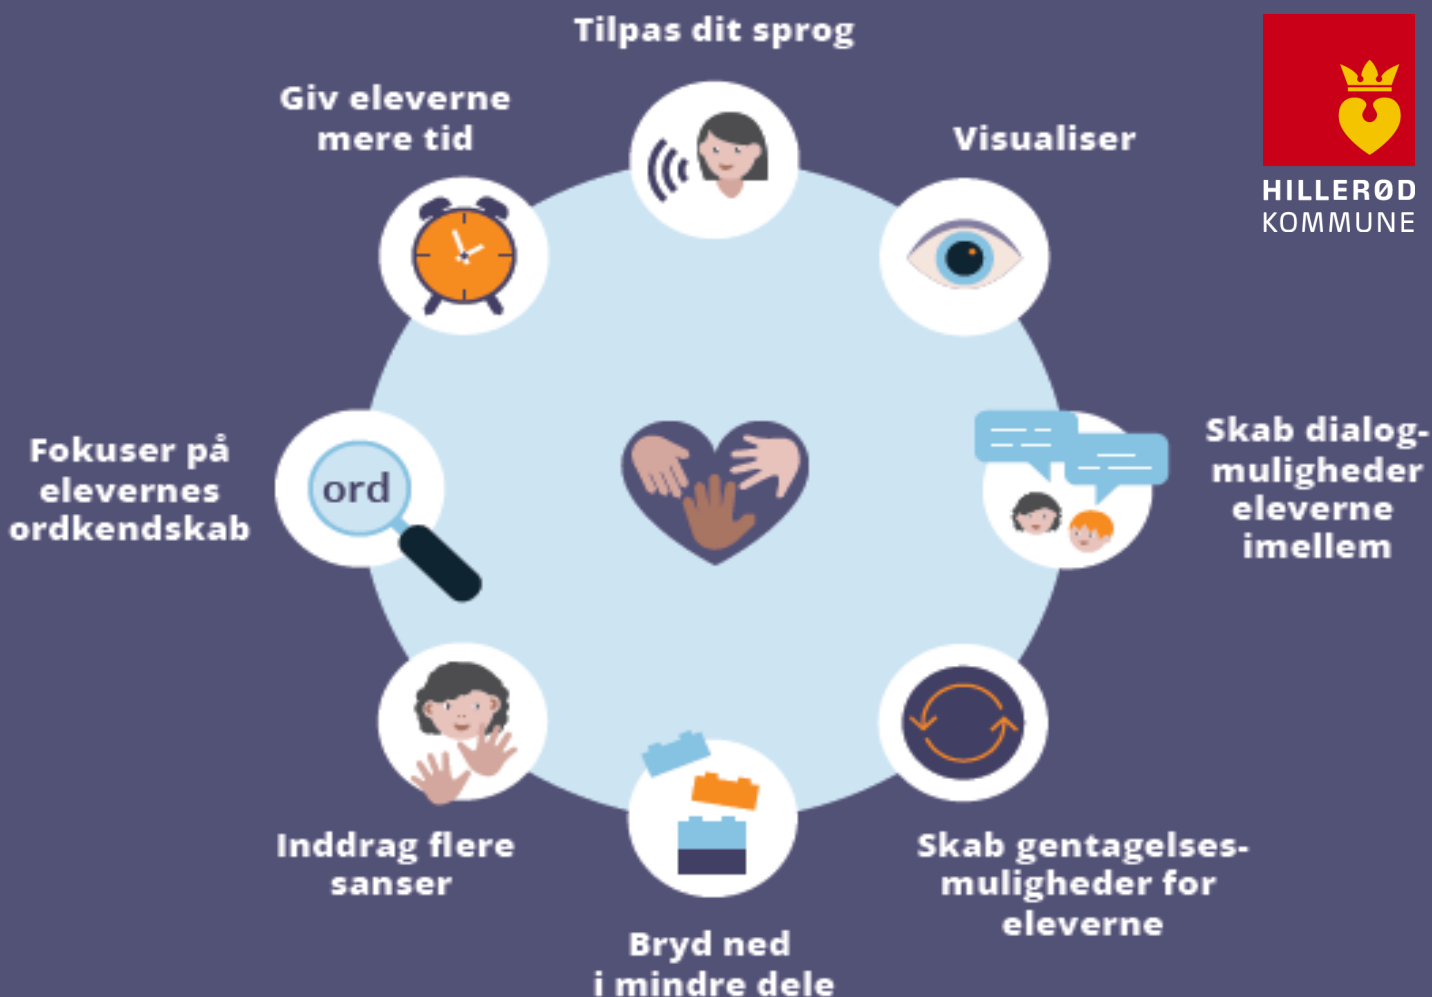 Tilpas dit sprog
Giv eleverne
mere tid
Visualiser
HILLERØD
KOMMUNE
Fokuser på
elevernes
ordkendskab
ord
Skab dialog-
muligheder
eleverne
imellem
Inddrag flere
sanser
Bryd ned
i mindre dele
Skab gentagelses-
muligheder for
eleverne